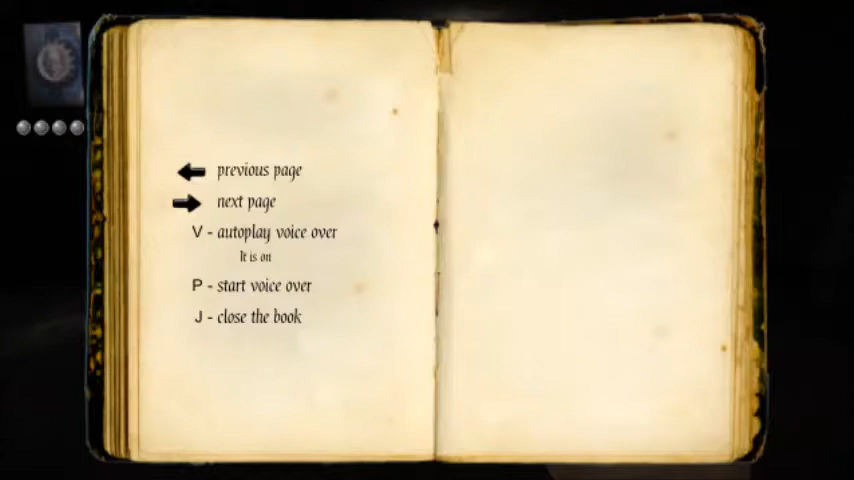 previous page
next page
V - autoplay voice over
It is on
P - start voice over
J - close the book